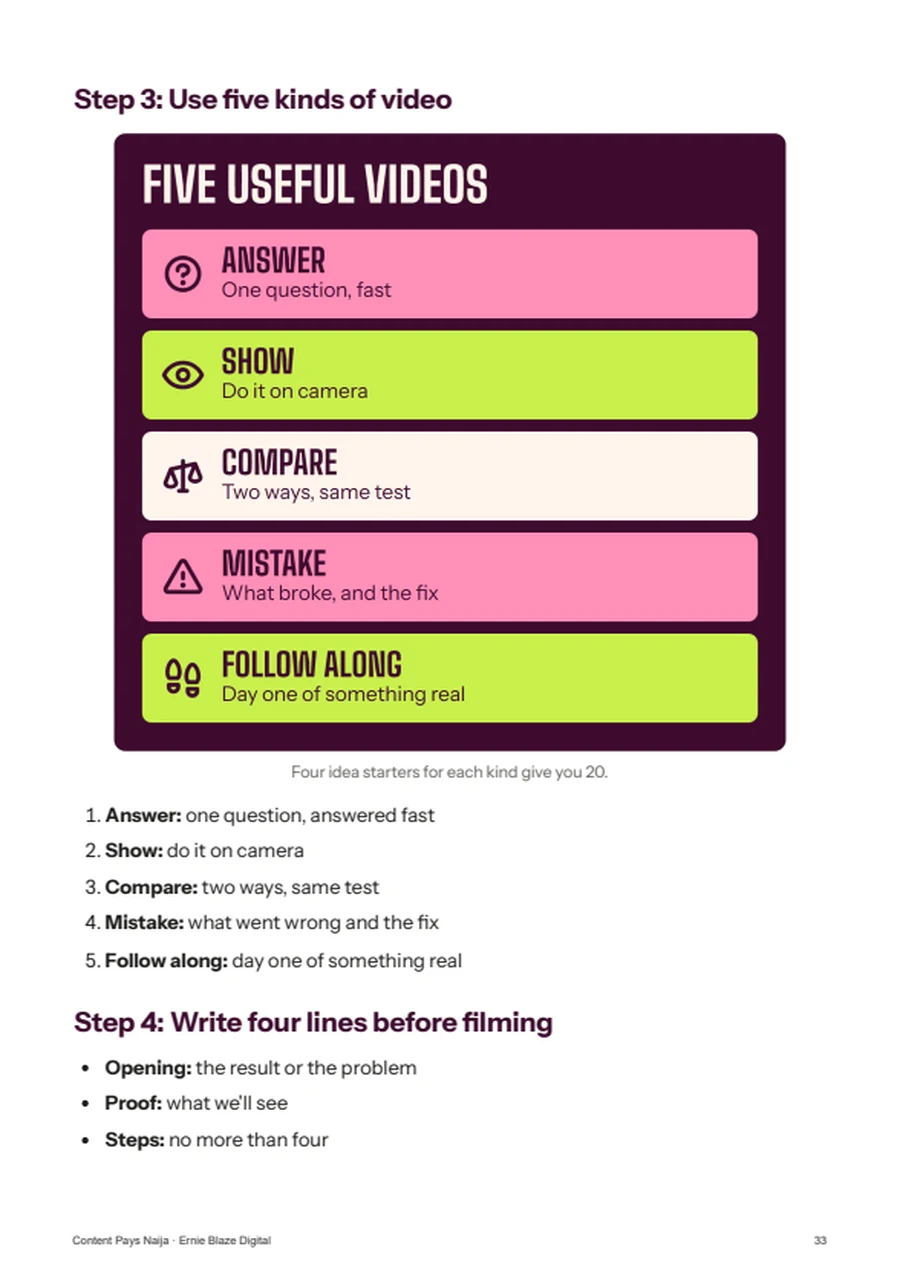 Step 3: Use five kinds of video
FIVE USEFUL VIDEOS
ANSWER
One question, fast
SHOW
Do it on camera
COMPARE
Two ways, same test
MISTAKE
What broke, and the fix
FOLLOW ALONG
Day one of something real
Four idea starters for each kind give you 20.
1. Answer: one question, answered fast
2. Show: do it on camera
3. Compare: two ways, same test
4. Mistake: what went wrong and the fix
5. Follow along: day one of something real
Step 4: Write four lines before filming
• Opening: the result or the problem
• Proof: what we'll see
• Steps: no more than four
Content Pays Naija · Ernie Blaze Digital 33